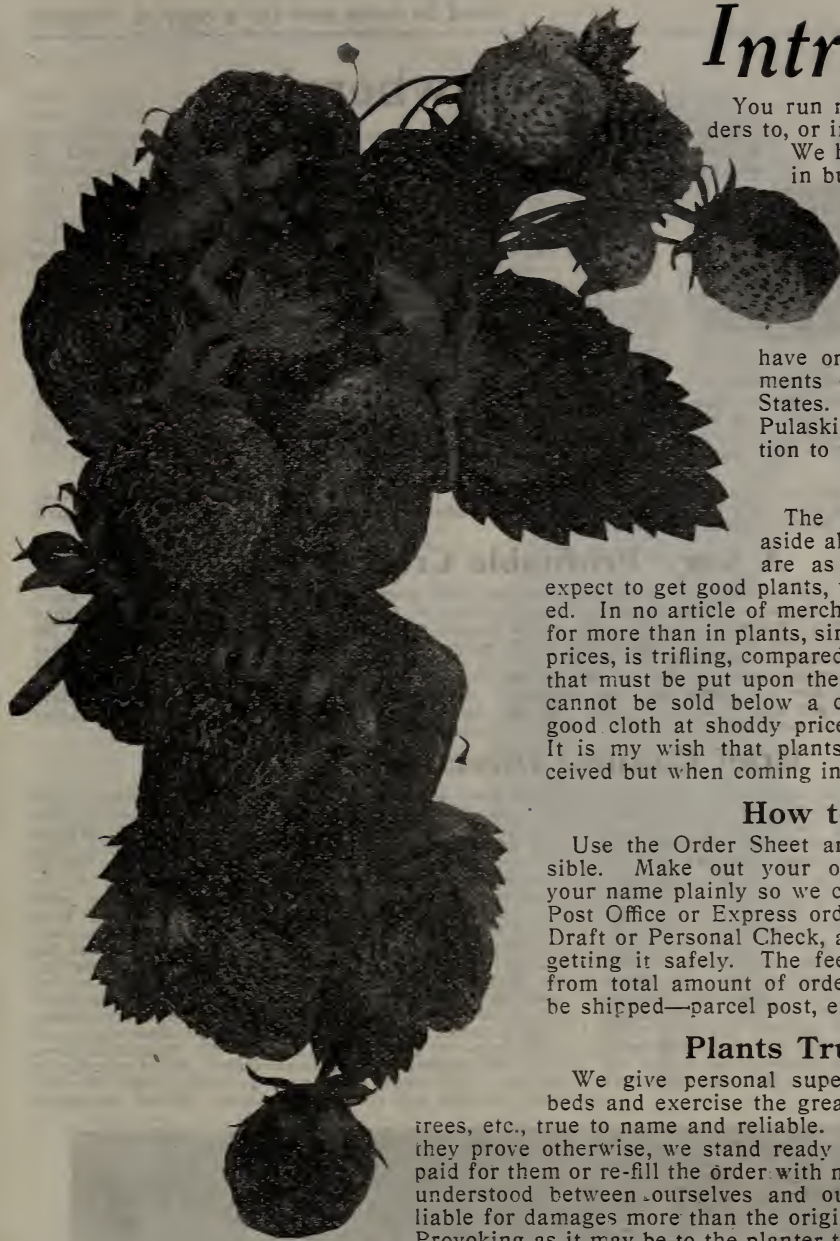 Intr
You run
ders to, or
We
in
have
ments
States.
Pulaski
tion to
The
aside
are as
expect to get good plants,
ed. In no article of merch
for more than in plants,
prices, is trifling, compared
that must be put upon the
cannot be sold below a
good cloth at shoddy price
It is my wish that plants
ceived but when coming in
How t
Use the Order Sheet
sible. Make out your
your name plainly so we
Post Office or Express ord
Draft or Personal Check,
getting it safely. The fee
from total amount of orde
be shipped—parcel post,
Plants Tru
We give personal supe
beds and exercise the grea
trees, etc., true to name and reliable.
they prove otherwise, we stand ready
paid for them or re-fill the order with
understood between ourselves and ou
liable for damages more than the origi
Provoking as it may be to the planter